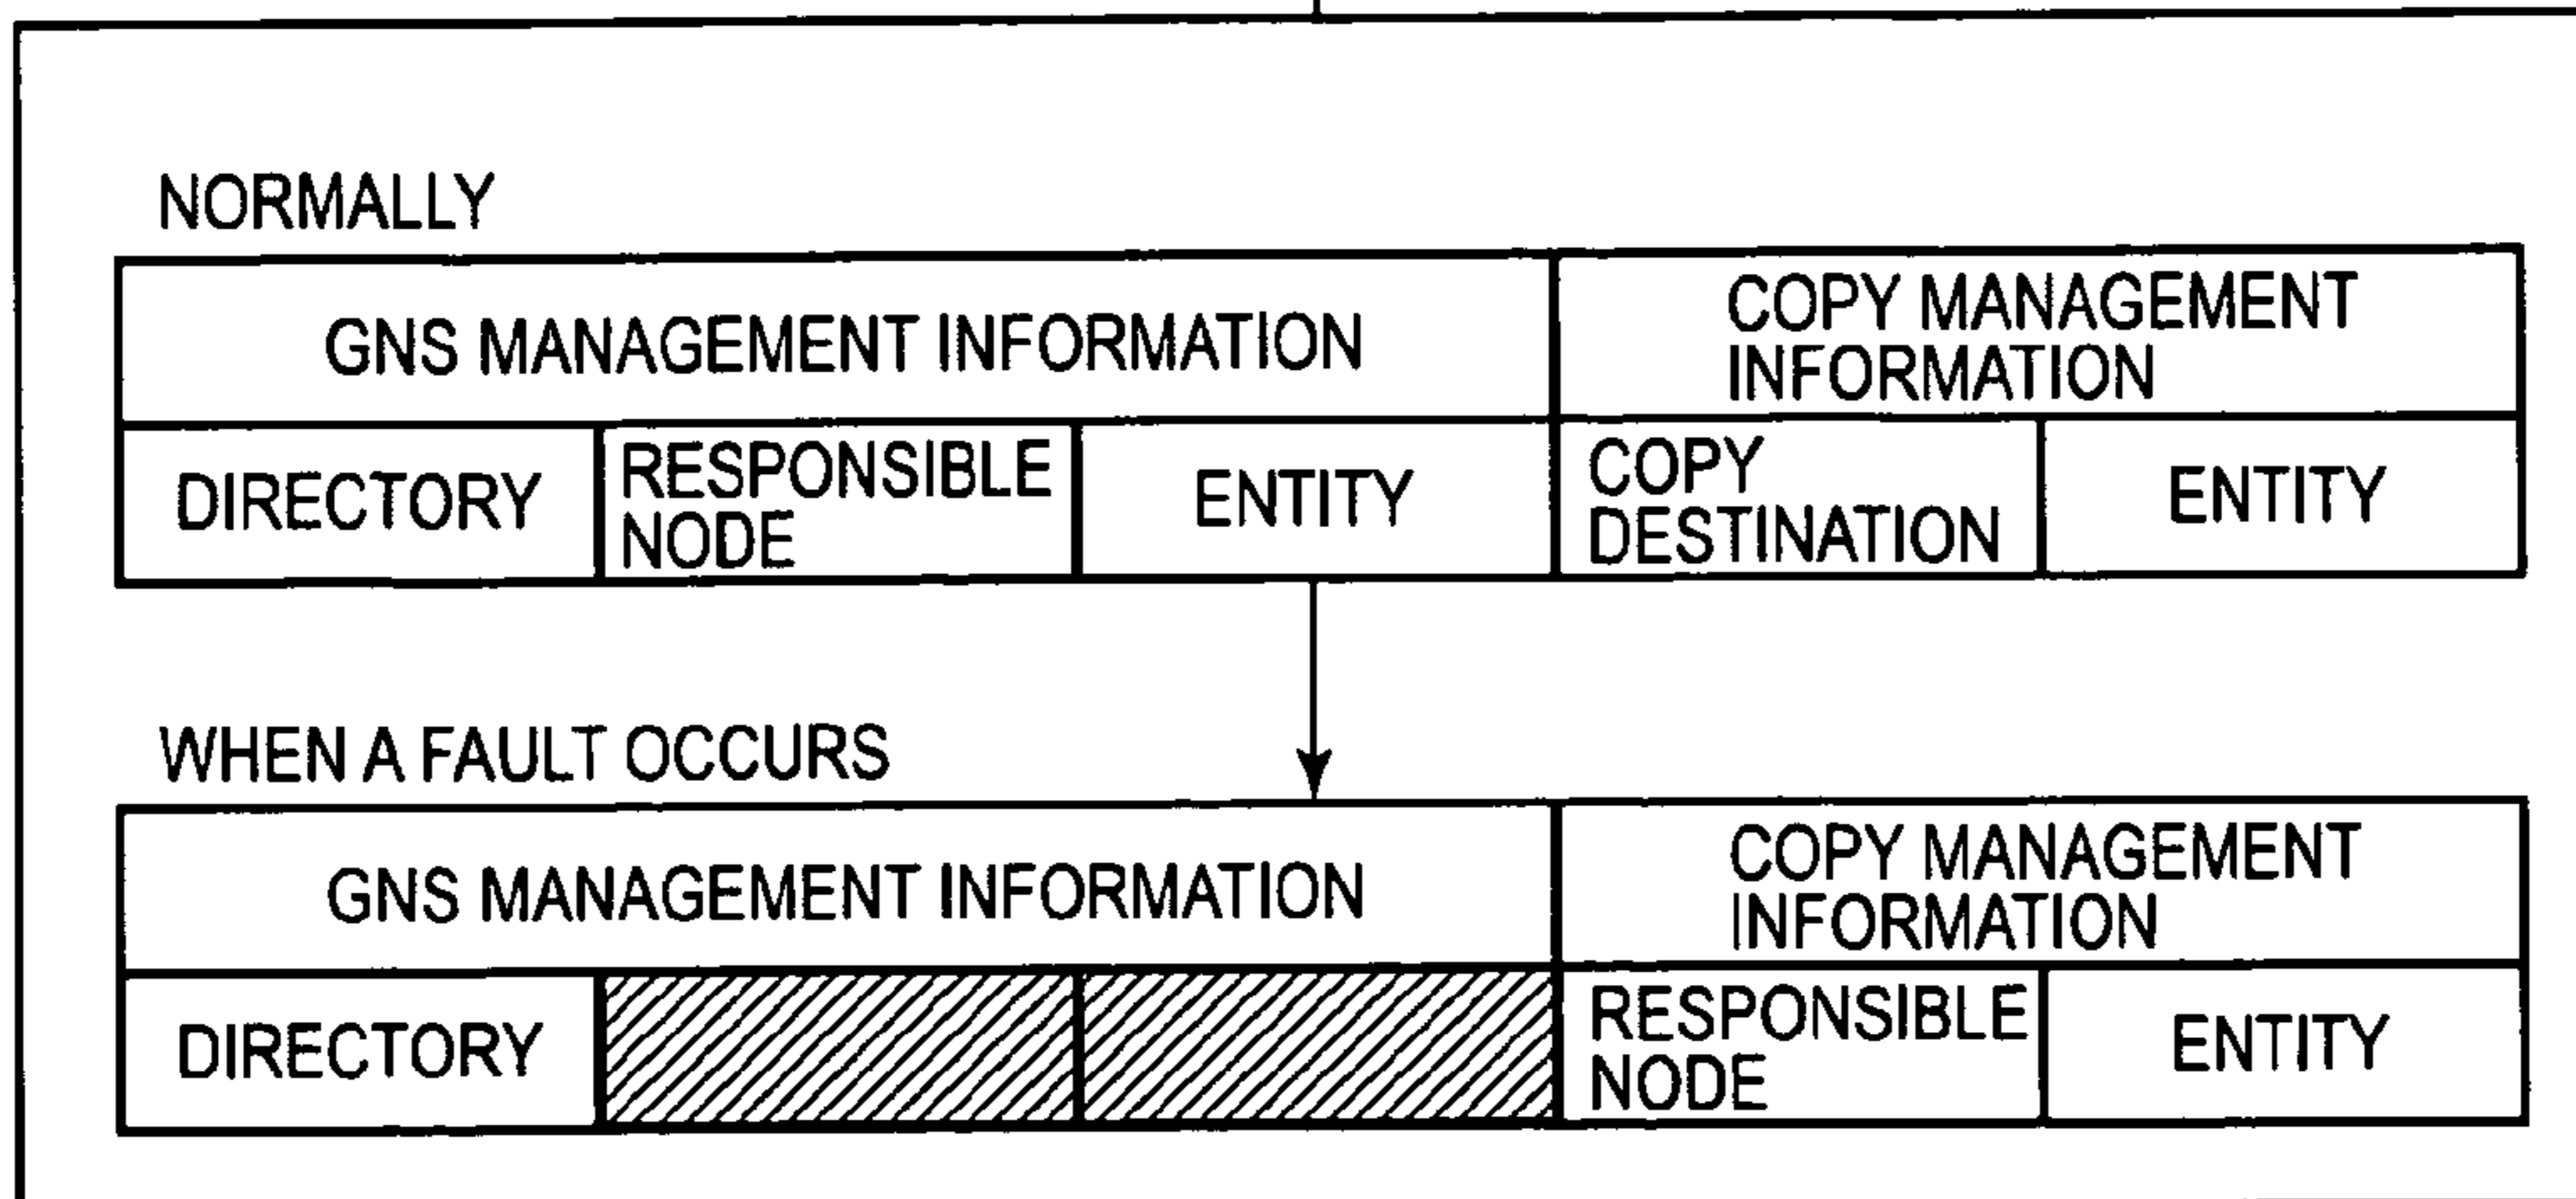 NORMALLY
GNS MANAGEMENT INFORMATION
COPY MANAGEMENT
INFORMATION
DIRECTORY
RESPONSIBLE
NODE
ENTITY
COPY
DESTINATION
ENTITY
WHEN A FAULT OCCURS
GNS MANAGEMENT INFORMATION
COPY MANAGEMENT
INFORMATION
DIRECTORY
RESPONSIBLE
NODE
ENTITY